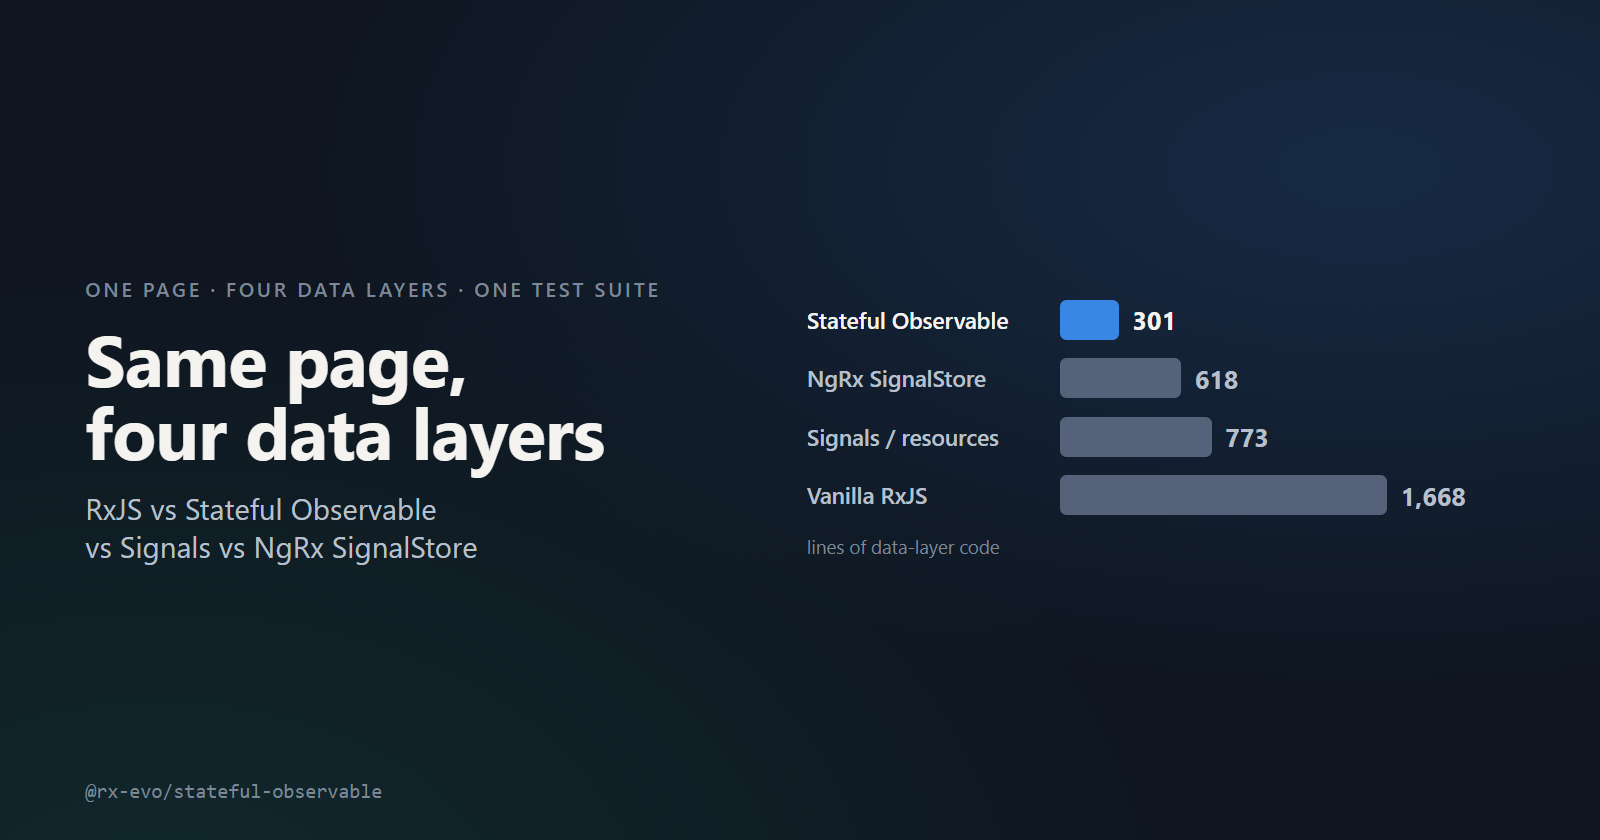 ONE PAGE · FOUR DATA LAYERS · ONE TEST SUITE
Same page,
four data layers
RxJS vs Stateful Observable
vs Signals vs NgRx SignalStore
Stateful Observable 301
NgRx SignalStore 618
Signals / resources 773
Vanilla RxJS 1,668
lines of data-layer code
@rx-evo/stateful-observable